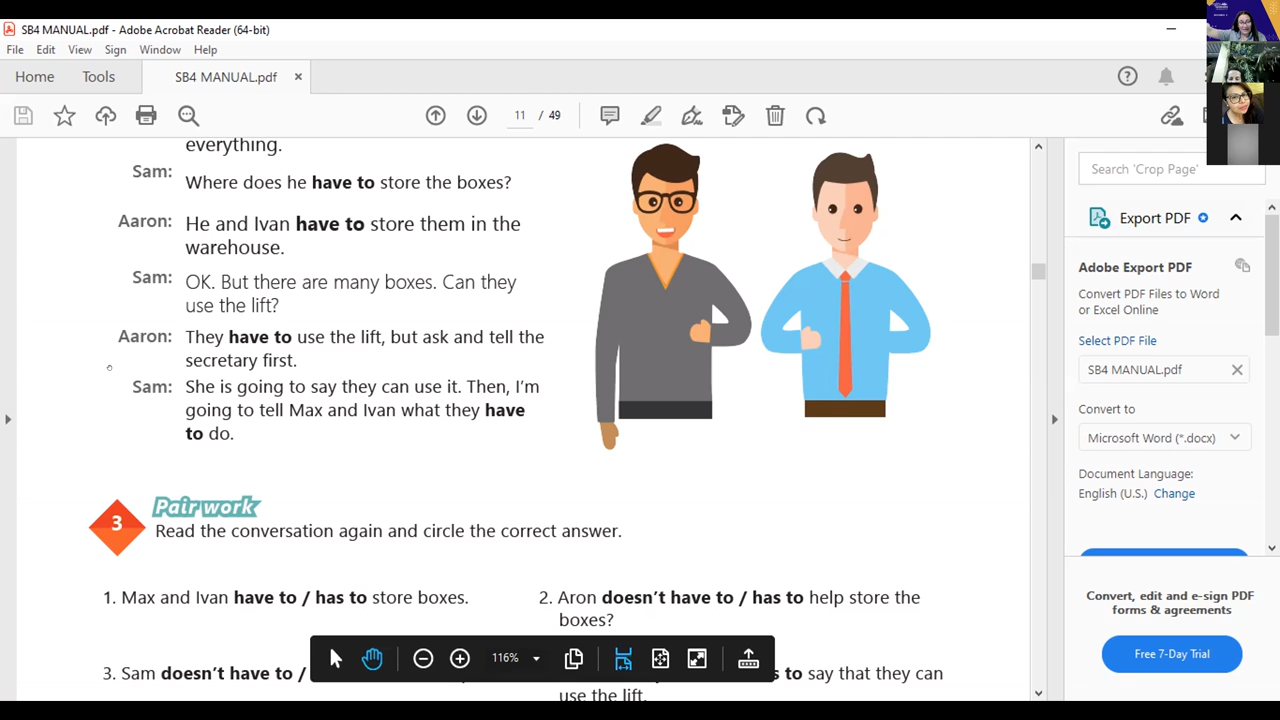 SB4 MANUAL.pdf - Adobe Acrobat Reader (64-bit)
File Edit View Sign Window Help
Home Tools SB4 MANUAL.pdf ×
11 / 49
everything.
Sam: Where does he have to store the boxes?
Aaron: He and Ivan have to store them in the
warehouse.
Sam: OK. But there are many boxes. Can they
use the lift?
Aaron: They have to use the lift, but ask and tell the
secretary first.
Sam: She is going to say they can use it. Then, I'm
going to tell Max and Ivan what they have
to do.
3
Pair work
Read the conversation again and circle the correct answer.
1. Max and Ivan have to / has to store boxes.
2. Aron doesn't have to / has to help store the
boxes?
3. Sam doesn't have to /
s to say that they can
use the lift.
116%
Search 'Crop Page'
Export PDF
Adobe Export PDF
Convert PDF Files to Word
or Excel Online
Select PDF File
SB4 MANUAL.pdf
Convert to
Microsoft Word (*.docx)
Document Language:
English (U.S.) Change
Convert, edit and e-sign PDF
forms & agreements
Free 7-Day Trial